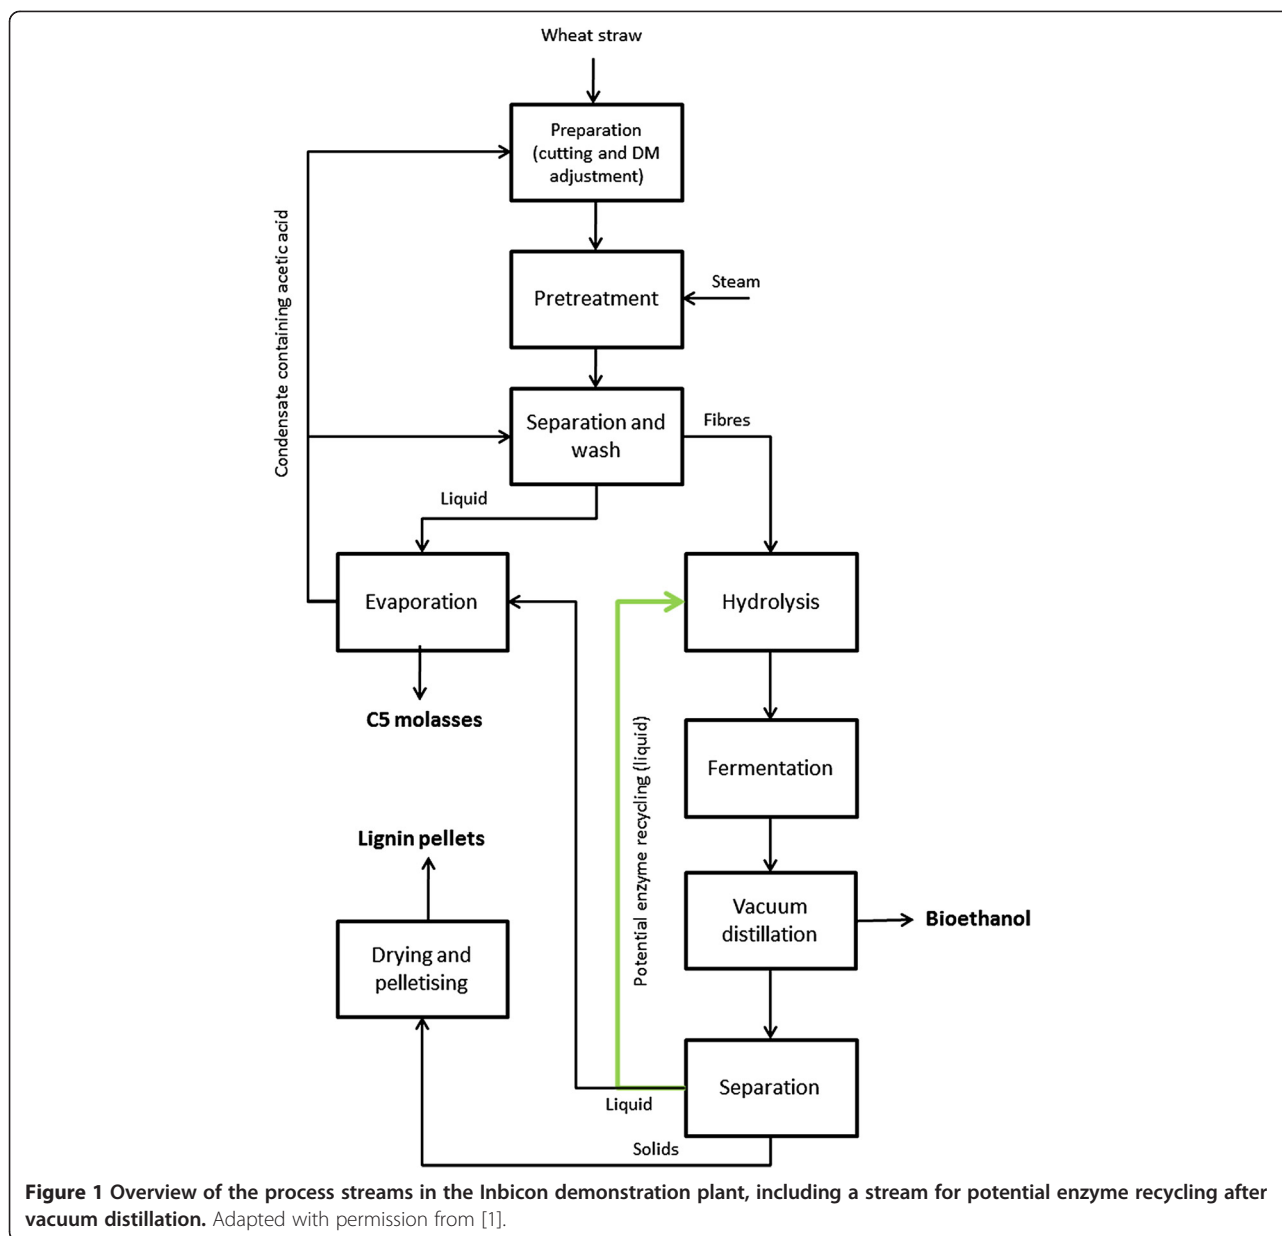 Wheat straw
Preparation
(cutting and DM
adjustment)
Condensate containing acetic acid
Pretreatment
Steam
Separation and
wash
Fibres
Liquid
Evaporation
Hydrolysis
C5 molasses
Potential enzyme recycling (liquid)
Fermentation
Lignin pellets
Vacuum
distillation
Bioethanol
Drying and
pelletising
Separation
Liquid
Solids
Figure 1 Overview of the process streams in the Inbicon demonstration plant, including a stream for potential enzyme recycling after
vacuum distillation. Adapted with permission from [1].